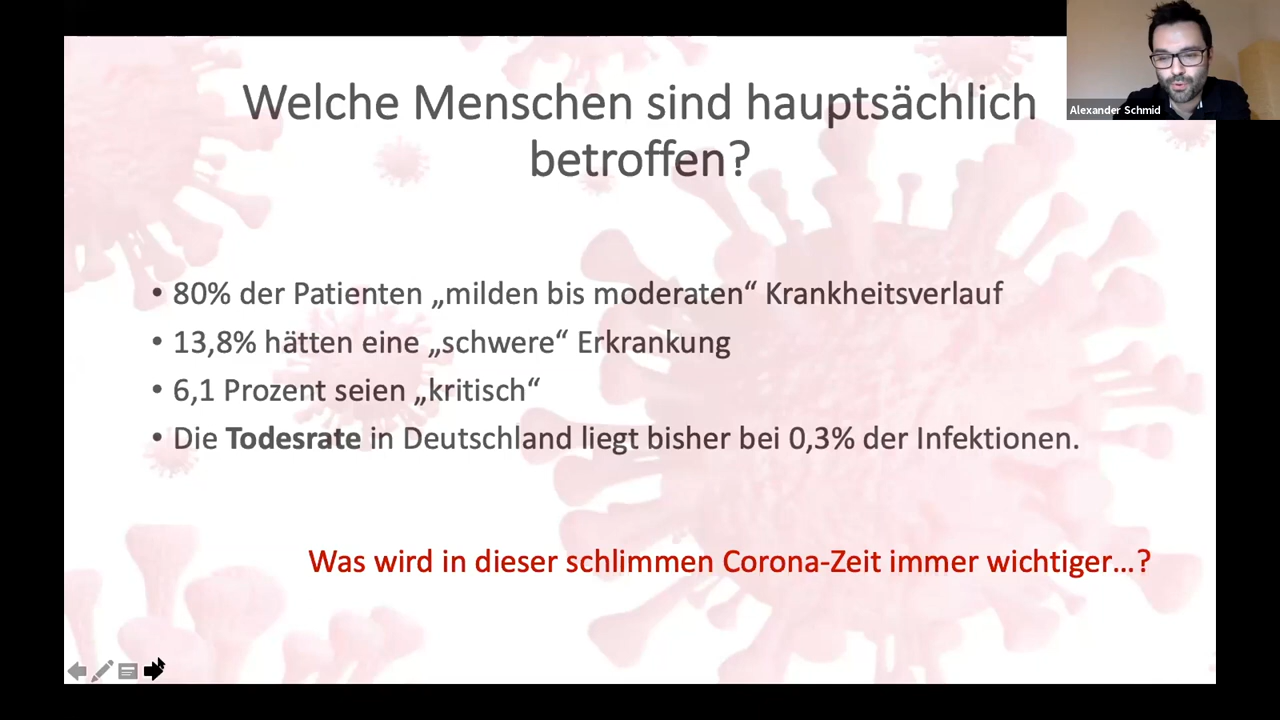 Welche Menschen sind hauptsächlich
betroffen?
Alexander Schmid
• 80% der Patienten „milden bis moderaten“ Krankheitsverlauf
• 13,8% hätten eine „schwere“ Erkrankung
• 6,1 Prozent seien „kritisch“
• Die Todesrate in Deutschland liegt bisher bei 0,3% der Infektionen.
Was wird in dieser schlimmen Corona-Zeit immer wichtiger...?